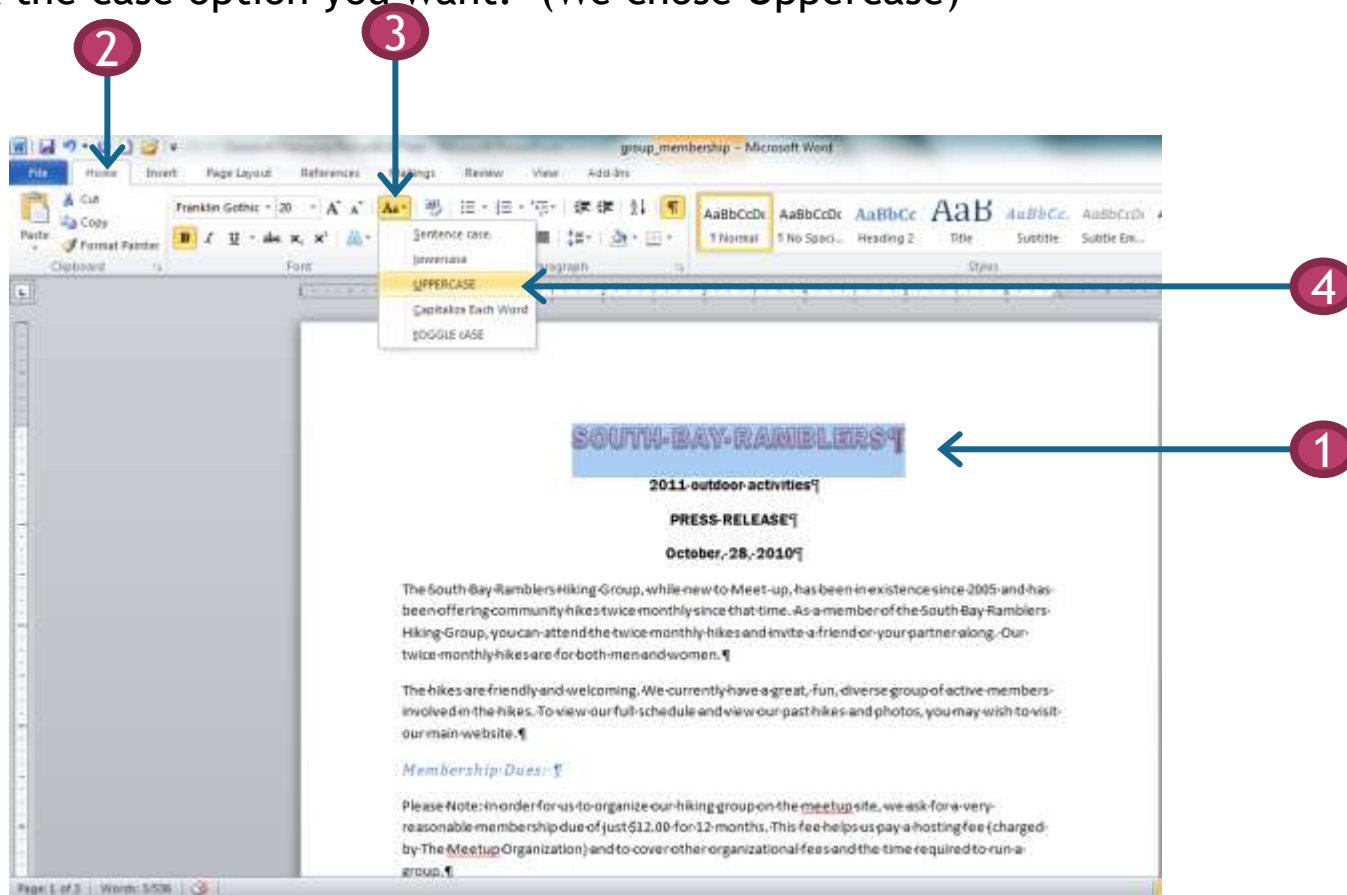 the case option you want. (We chose Uppercase)
2
3
group_membership - Microsoft Word
File Home Insert Page Layout References Mailings Review View Add-Ins
Cut
Copy
Paste
Format Painter
Franklin Gothic 20
B I U abc x, x²
Aa
AaBbCcDc AaBbCcDc AaBbCc AaB AaBbCc. AaBbCcDc
¶ Normal ¶ No Spaci... Heading 2 Title Subtitle Subtle Em...
Clipboard Font Paragraph Styles
Sentence case.
lowercase
UPPERCASE
Capitalize Each Word
tOGGLE cASE
4
SOUTH-BAY-RAMBLERS¶
1
2011·outdoor·activities¶
PRESS·RELEASE¶
October,·28,·2010¶
The·South·Bay·Ramblers·Hiking·Group,·while·new·to·Meet-up,·has·been·in·existence·since·2005·and·has·
been·offering·community·hikes·twice·monthly·since·that·time.·As·a·member·of·the·South·Bay·Ramblers·
Hiking·Group,·you·can·attend·the·twice·monthly·hikes·and·invite·a·friend·or·your·partner·along.·Our·
twice·monthly·hikes·are·for·both·men·and·women.¶
The·hikes·are·friendly·and·welcoming.·We·currently·have·a·great,·fun,·diverse·group·of·active·members·
involved·in·the·hikes.·To·view·our·full·schedule·and·view·our·past·hikes·and·photos,·you·may·wish·to·visit·
our·main·website.¶
Membership·Dues:·¶
Please·Note:·In·order·for·us·to·organize·our·hiking·group·on·the·meetup·site,·we·ask·for·a·very·
reasonable·membership·due·of·just·$12.00·for·12·months.·This·fee·helps·us·pay·a·hosting·fee·(charged·
by·The·Meetup·Organization)·and·to·cover·other·organizational·fees·and·the·time·required·to·run·a·
group.¶
Page: 1 of 3 Words: 5/536